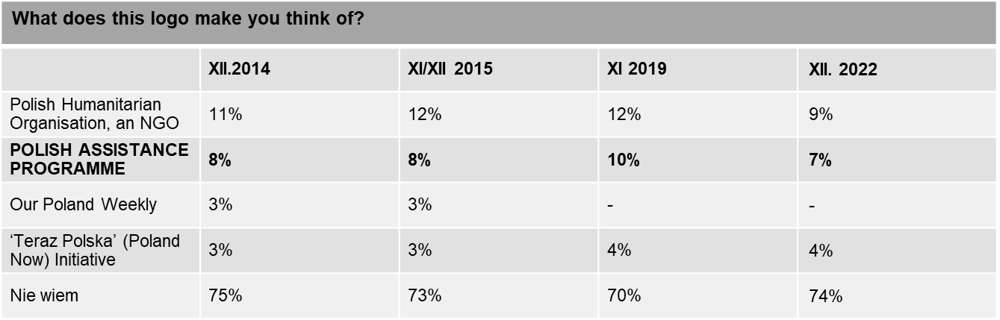 What does this logo make you think of?
XII.2014 XI/XII 2015 XI 2019 XII. 2022
Polish Humanitarian
Organisation, an NGO 11% 12% 12% 9%
POLISH ASSISTANCE
PROGRAMME 8% 8% 10% 7%
Our Poland Weekly 3% 3% - -
‘Teraz Polska’ (Poland
Now) Initiative 3% 3% 4% 4%
Nie wiem 75% 73% 70% 74%